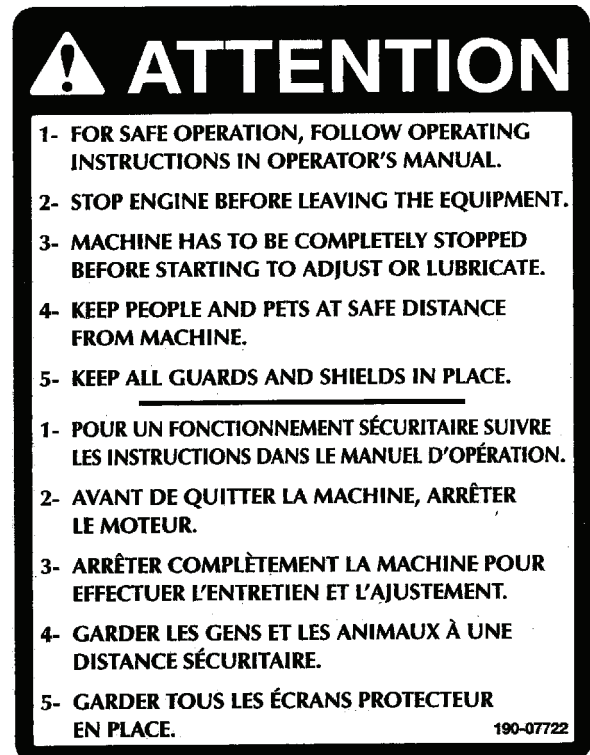 ATTENTION
1- FOR SAFE OPERATION, FOLLOW OPERATING
INSTRUCTIONS IN OPERATOR'S MANUAL.
2- STOP ENGINE BEFORE LEAVING THE EQUIPMENT.
3- MACHINE HAS TO BE COMPLETELY STOPPED
BEFORE STARTING TO ADJUST OR LUBRICATE.
4- KEEP PEOPLE AND PETS AT SAFE DISTANCE
FROM MACHINE.
5- KEEP ALL GUARDS AND SHIELDS IN PLACE.
1- POUR UN FONCTIONNEMENT SÉCURITAIRE SUIVRE
LES INSTRUCTIONS DANS LE MANUEL D'OPÉRATION.
2- AVANT DE QUITTER LA MACHINE, ARRÊTER
LE MOTEUR.
3- ARRÊTER COMPLÈTEMENT LA MACHINE POUR
EFFECTUER L'ENTRETIEN ET L'AJUSTEMENT.
4- GARDER LES GENS ET LES ANIMAUX À UNE
DISTANCE SÉCURITAIRE.
5- GARDER TOUS LES ÉCRANS PROTECTEUR
EN PLACE. 190-07722